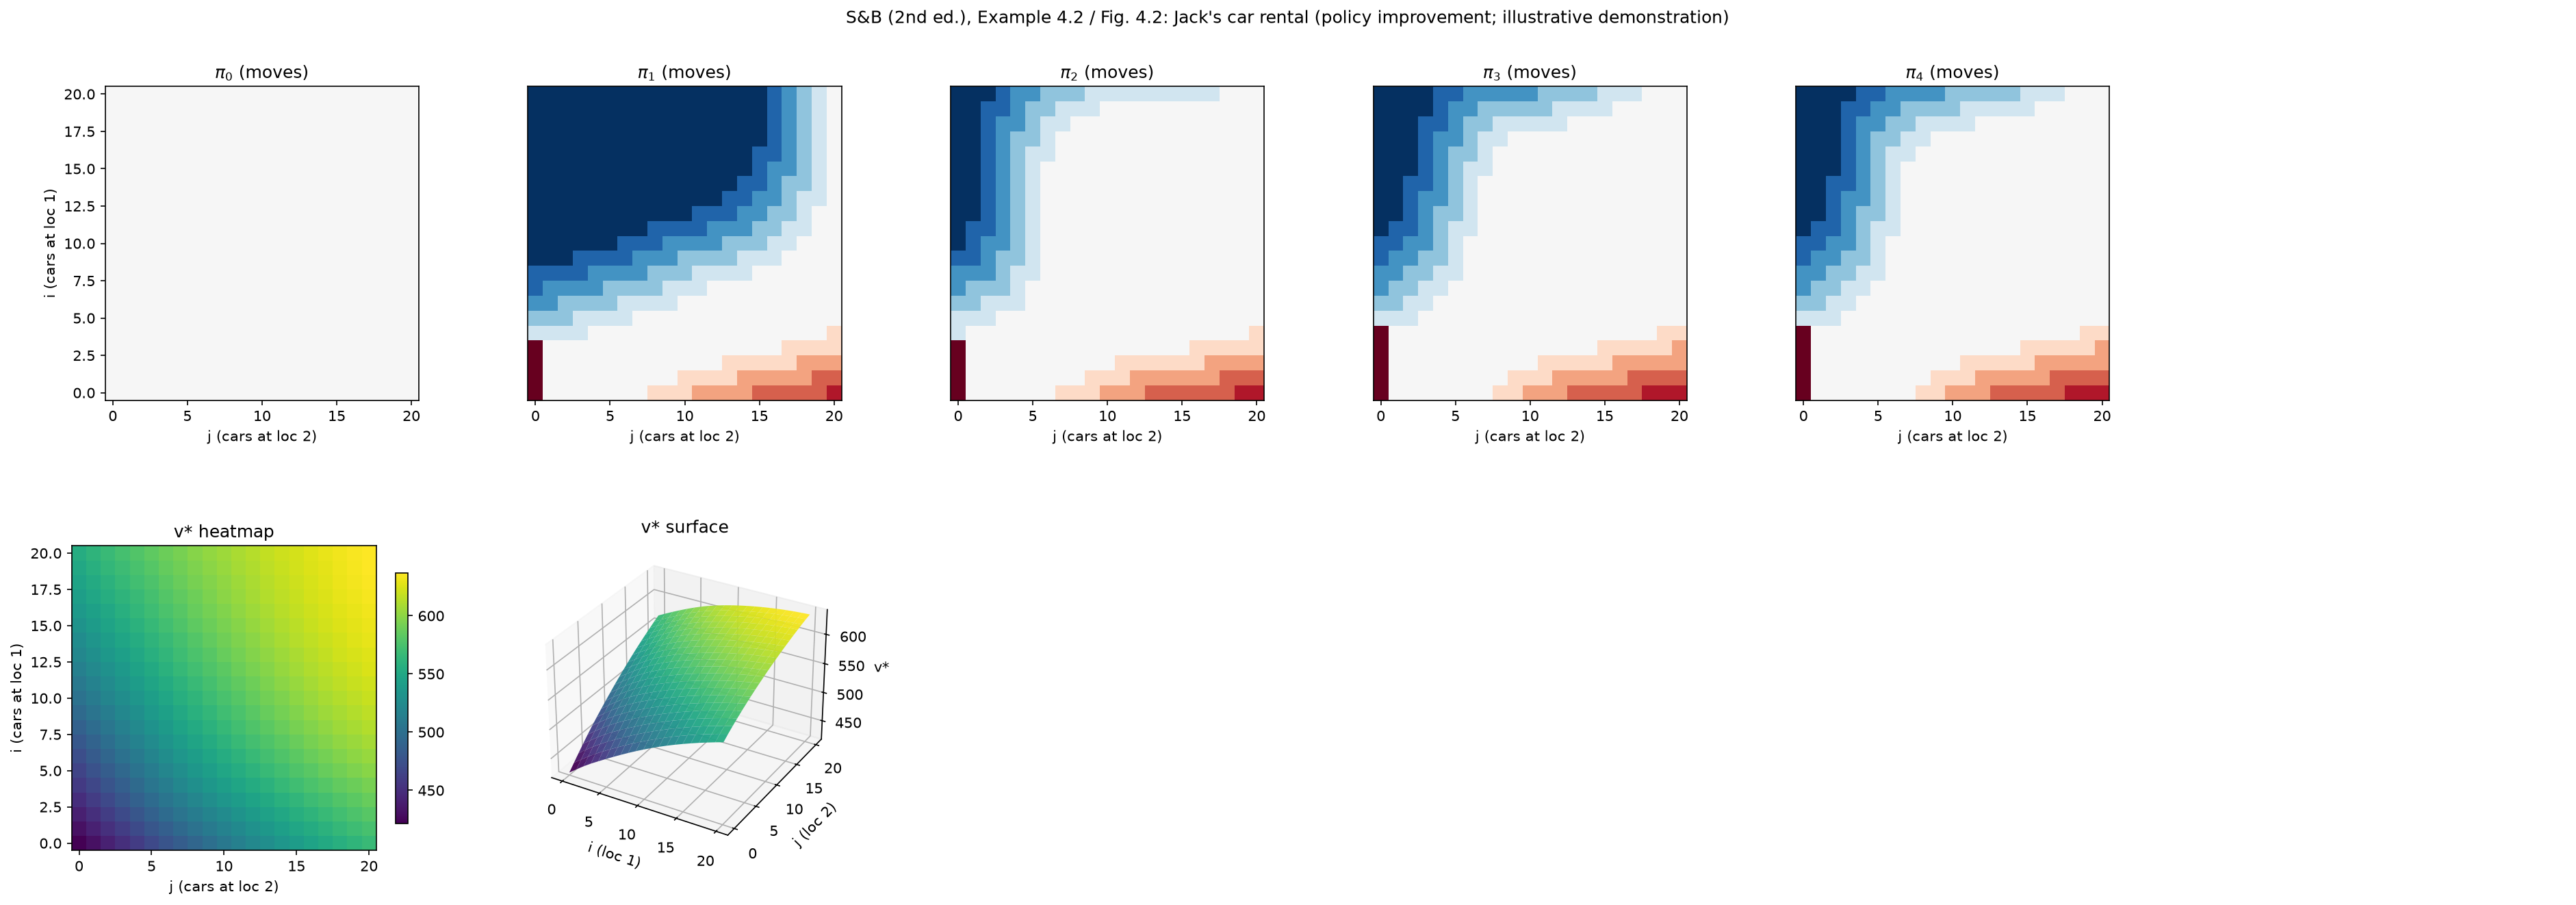 S&B (2nd ed.), Example 4.2 / Fig. 4.2: Jack's car rental (policy improvement; illustrative demonstration)
π₀ (moves)
20.0
17.5
15.0
12.5
10.0
7.5
5.0
2.5
0.0
i (cars at loc 1)
0 5 10 15 20
j (cars at loc 2)
π₁ (moves)
0 5 10 15 20
j (cars at loc 2)
π₂ (moves)
0 5 10 15 20
j (cars at loc 2)
π₃ (moves)
0 5 10 15 20
j (cars at loc 2)
π₄ (moves)
0 5 10 15 20
j (cars at loc 2)
v* heatmap
20.0
17.5
15.0
12.5
10.0
7.5
5.0
2.5
0.0
i (cars at loc 1)
0 5 10 15 20
j (cars at loc 2)
600
550
500
450
v* surface
600
550
500
450
v*
0 5 10 15 20
i (loc 1)
0 5 10 15 20
j (loc 2)